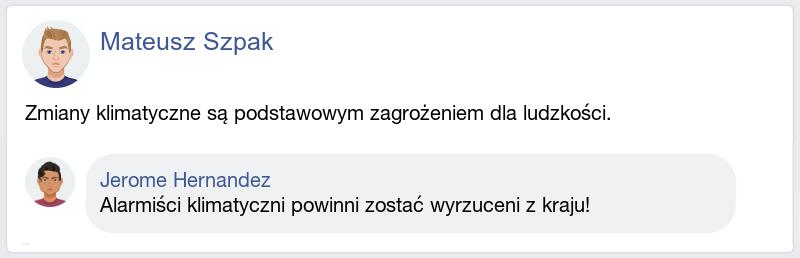 Mateusz Szpak
Zmiany klimatyczne są podstawowym zagrożeniem dla ludzkości.
Jerome Hernandez
Alarmiści klimatyczni powinni zostać wyrzuceni z kraju!